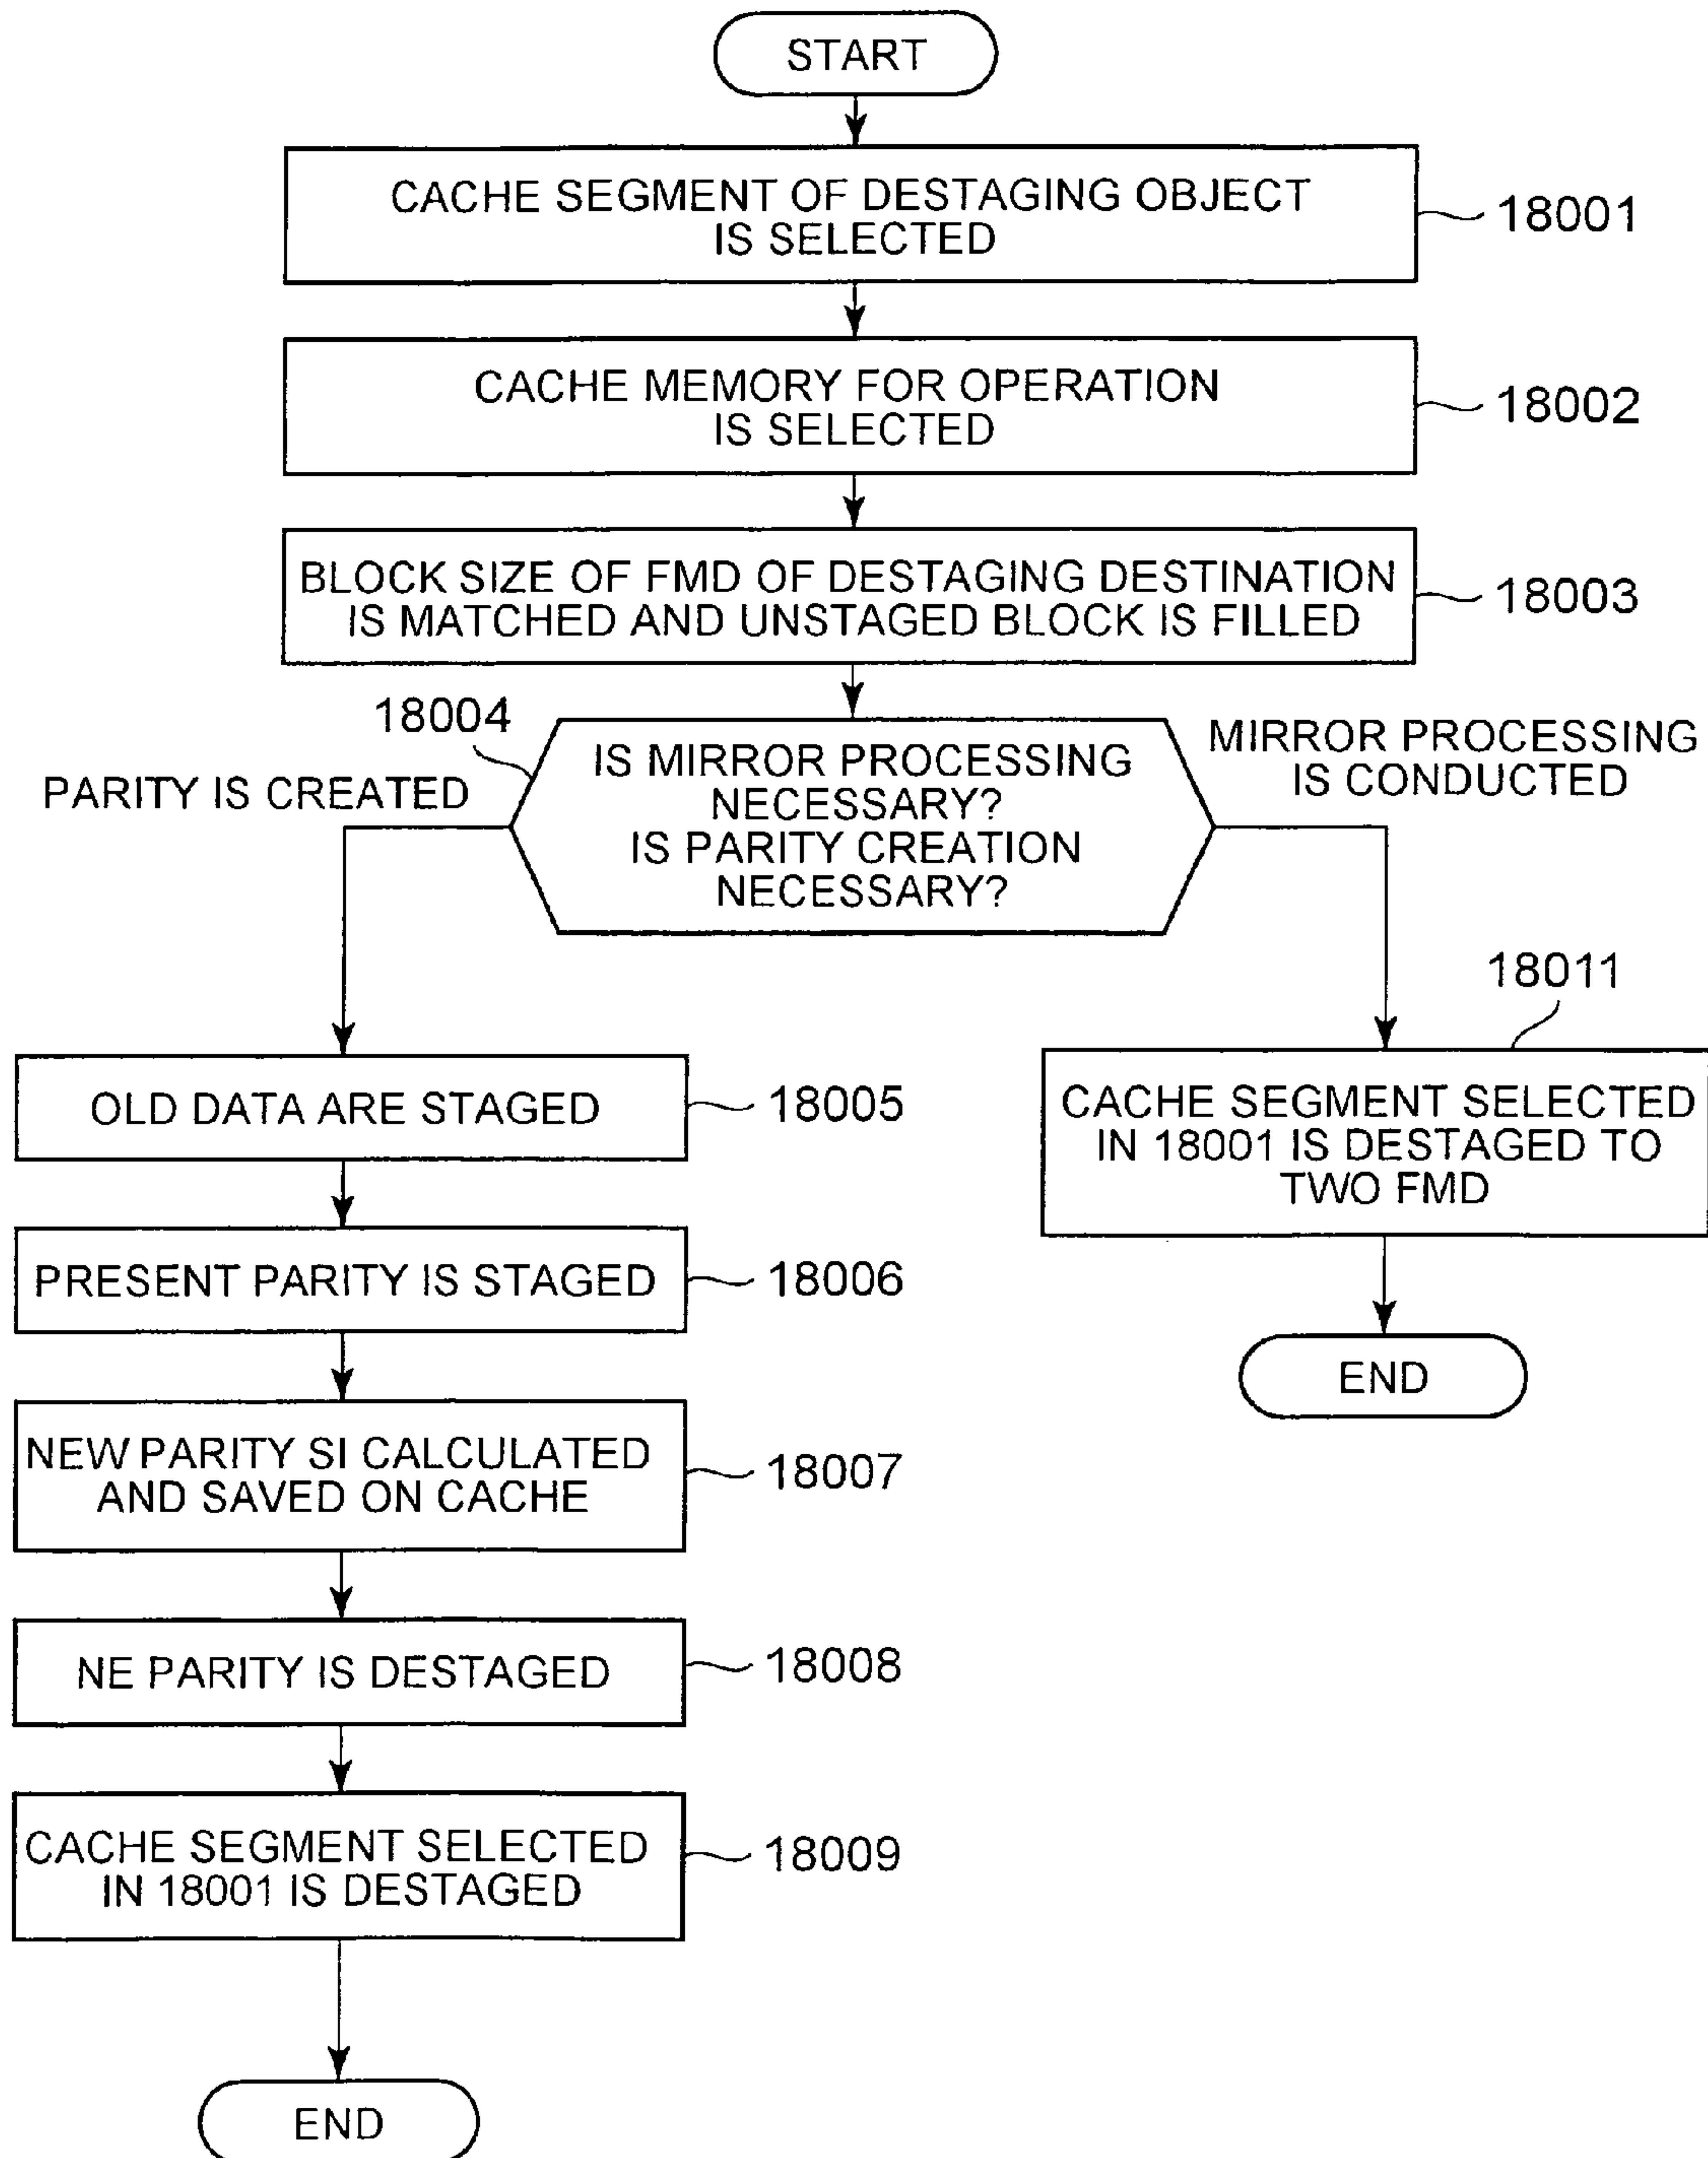 START
CACHE SEGMENT OF DESTAGING OBJECT
IS SELECTED
18001
CACHE MEMORY FOR OPERATION
IS SELECTED
18002
BLOCK SIZE OF FMD OF DESTAGING DESTINATION
IS MATCHED AND UNSTAGED BLOCK IS FILLED
18003
18004
IS MIRROR PROCESSING
NECESSARY?
IS PARITY CREATION
NECESSARY?
PARITY IS CREATED
MIRROR PROCESSING
IS CONDUCTED
OLD DATA ARE STAGED
18005
PRESENT PARITY IS STAGED
18006
NEW PARITY SI CALCULATED
AND SAVED ON CACHE
18007
NE PARITY IS DESTAGED
18008
CACHE SEGMENT SELECTED
IN 18001 IS DESTAGED
18009
END
18011
CACHE SEGMENT SELECTED
IN 18001 IS DESTAGED TO
TWO FMD
END